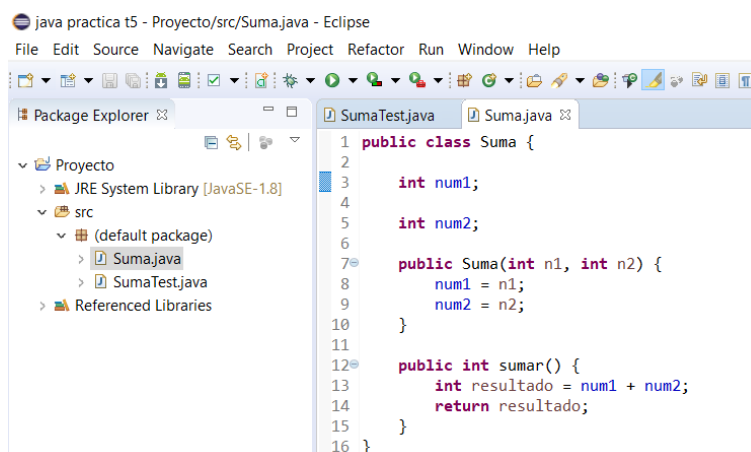 java practica t5 - Proyecto/src/Suma.java - Eclipse
File Edit Source Navigate Search Project Refactor Run Window Help
Package Explorer
Proyecto
JRE System Library [JavaSE-1.8]
src
(default package)
Suma.java
SumaTest.java
Referenced Libraries
SumaTest.java Suma.java
1 public class Suma {
2
3     int num1;
4
5     int num2;
6
7     public Suma(int n1, int n2) {
8         num1 = n1;
9         num2 = n2;
10     }
11
12     public int sumar() {
13         int resultado = num1 + num2;
14         return resultado;
15     }
16 }